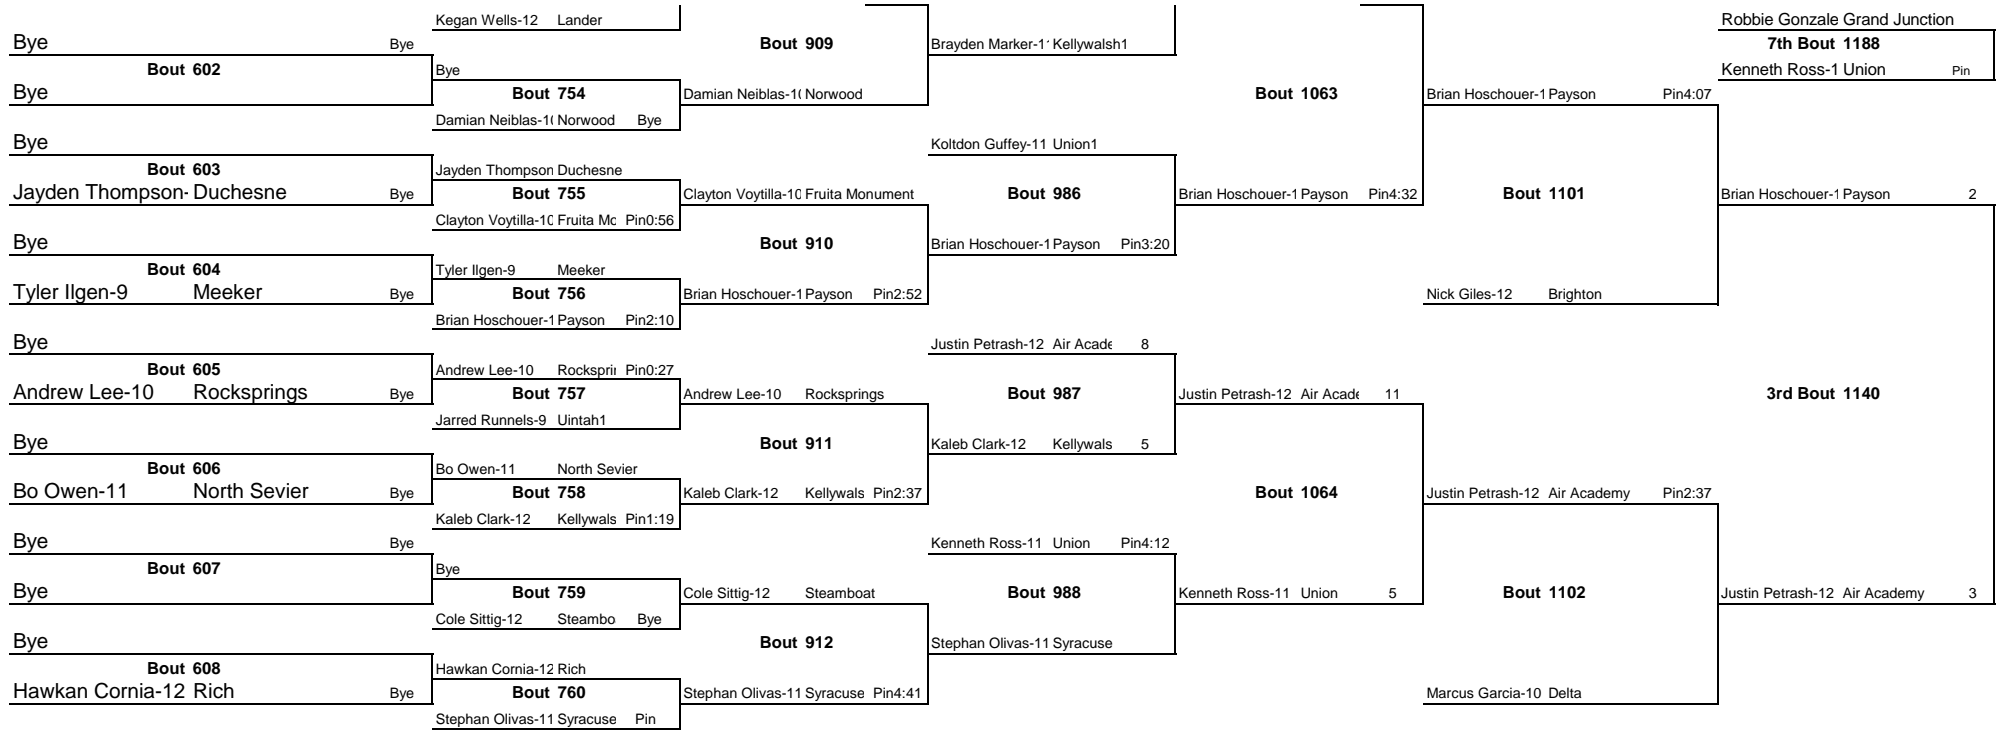 Kegan Wells-12 Lander
Robbie Gonzale Grand Junction
Bye Bye
Bout 909
Brayden Marker-1 Kellywalsh1
7th Bout 1188
Bout 602
Bye
Kenneth Ross-1 Union Pin
Bye
Bout 754
Damian Neiblas-1( Norwood
Bout 1063
Brian Hoschouer-1 Payson Pin4:07
Damian Neiblas-1( Norwood Bye
Bye
Koltdon Guffey-11 Union1
Bout 603
Jayden Thompson Duchesne
Jayden Thompson- Duchesne Bye
Bout 755
Clayton Voytilla-10 Fruita Monument
Bout 986
Brian Hoschouer-1 Payson Pin4:32
Bout 1101
Brian Hoschouer-1 Payson 2
Clayton Voytilla-10 Fruita Mc Pin0:56
Bye
Bout 910
Brian Hoschouer-1 Payson Pin3:20
Bout 604
Tyler Ilgen-9 Meeker
Tyler Ilgen-9 Meeker Bye
Bout 756
Brian Hoschouer-1 Payson Pin2:52
Nick Giles-12 Brighton
Brian Hoschouer-1 Payson Pin2:10
Bye
Justin Petrash-12 Air Acade 8
Bout 605
Andrew Lee-10 Rockspri Pin0:27
Andrew Lee-10 Rocksprings Bye
Bout 757
Andrew Lee-10 Rocksprings
Bout 987
Justin Petrash-12 Air Acade 11
3rd Bout 1140
Jarred Runnels-9 Uintah1
Bye
Bout 911
Kaleb Clark-12 Kellywals 5
Bout 606
Bo Owen-11 North Sevier
Bo Owen-11 North Sevier Bye
Bout 758
Kaleb Clark-12 Kellywals Pin2:37
Bout 1064
Justin Petrash-12 Air Academy Pin2:37
Kaleb Clark-12 Kellywals Pin1:19
Bye Bye
Kenneth Ross-11 Union Pin4:12
Bout 607
Bye
Bye
Bout 759
Cole Sittig-12 Steamboat
Bout 988
Kenneth Ross-11 Union 5
Bout 1102
Justin Petrash-12 Air Academy 3
Cole Sittig-12 Steambo Bye
Bye
Bout 912
Stephan Olivas-11 Syracuse
Bout 608
Hawkan Cornia-12 Rich
Hawkan Cornia-12 Rich Bye
Bout 760
Stephan Olivas-11 Syracuse Pin4:41
Marcus Garcia-10 Delta
Stephan Olivas-11 Syracuse Pin